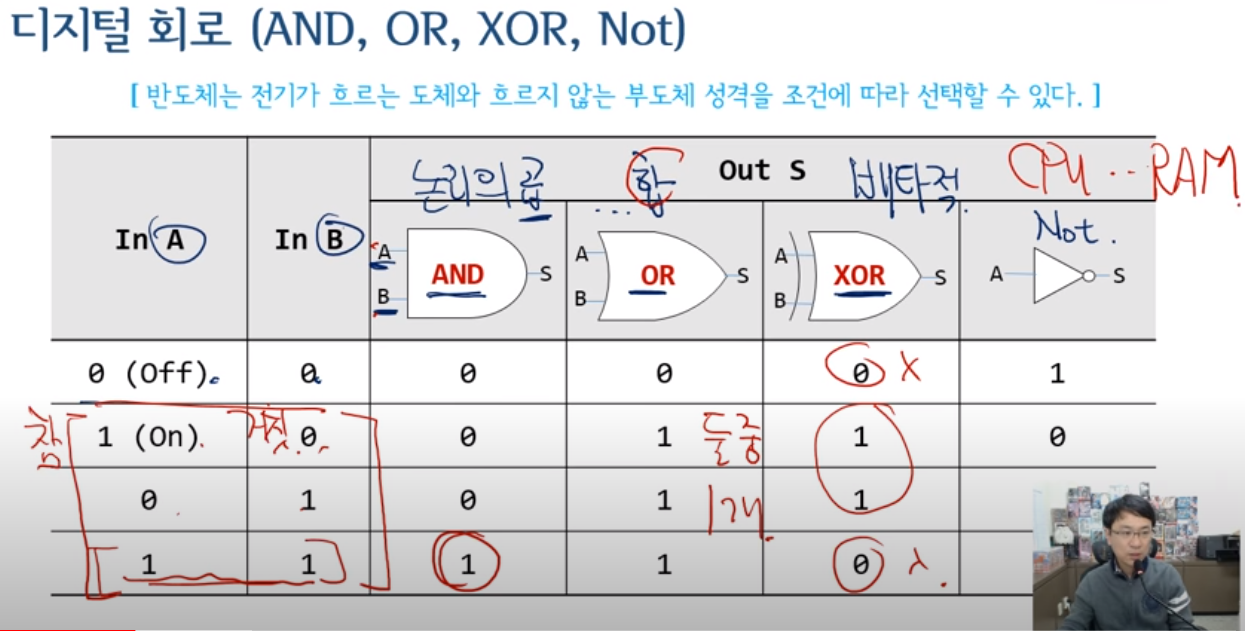 디지털 회로 (AND, OR, XOR, Not)
[ 반도체는 전기가 흐르는 도체와 흐르지 않는 부도체 성격을 조건에 따라 선택할 수 있다. ]
In A
In B
Out S
논리의곱
... 합
배타적.
CPU ‥ RAM.
Not.
A
B
AND
S
A
B
OR
S
A
B
XOR
S
A
S
0 (Off). 0 0 0 0 X 1
참 1 (On). 거짓 0 0 1 둘중 1 0
0 1 0 1 1개. 1
1 1 1 1 0